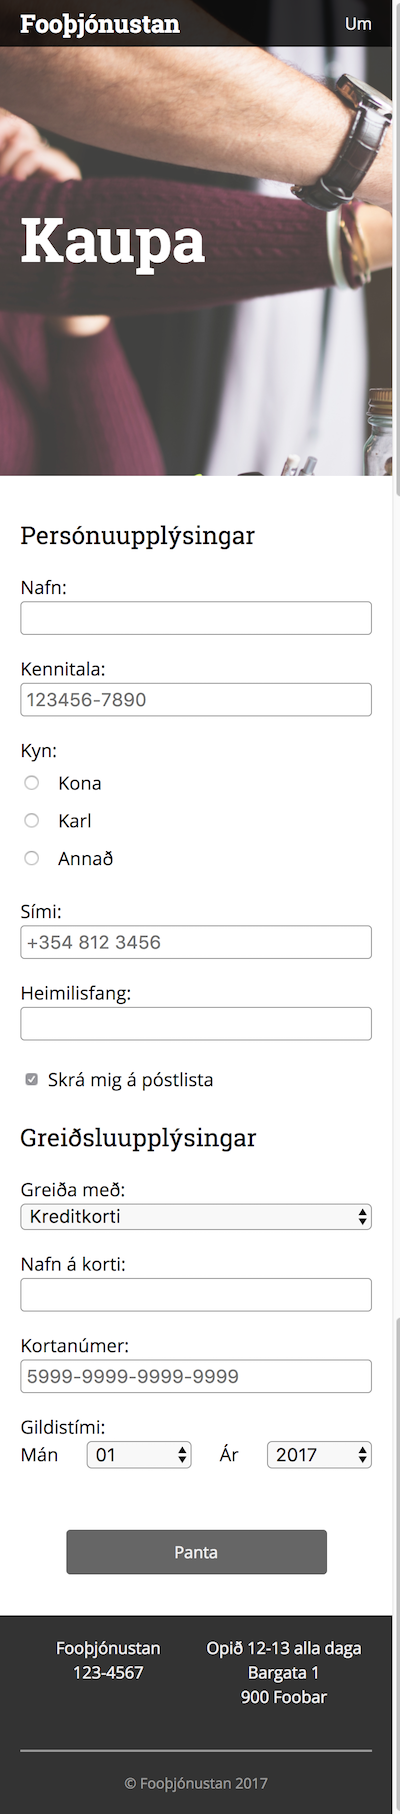 Fooþjónustan Um
Kaupa
Persónuupplýsingar
Nafn:
Kennitala:
123456-7890
Kyn:
Kona
Karl
Annað
Sími:
+354 812 3456
Heimilisfang:
Skrá mig á póstlista
Greiðsluupplýsingar
Greiða með:
Kreditkorti
Nafn á korti:
Kortanúmer:
5999-9999-9999-9999
Gildistími:
Mán 01 Ár 2017
Panta
Fooþjónustan
123-4567
Opið 12-13 alla daga
Bargata 1
900 Foobar
© Fooþjónustan 2017